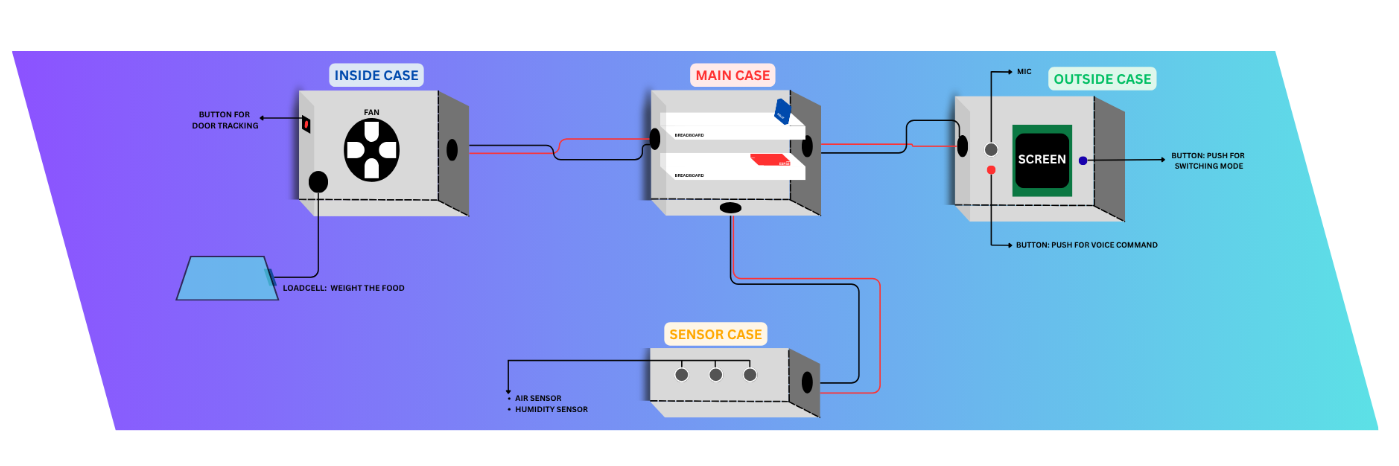 INSIDE CASE
MAIN CASE
OUTSIDE CASE
MIC
BUTTON FOR
DOOR TRACKING
FAN
BREADBOARD
BREADBOARD
SCREEN
BUTTON: PUSH FOR
SWITCHING MODE
BUTTON: PUSH FOR VOICE COMMAND
LOADCELL: WEIGHT THE FOOD
SENSOR CASE
• AIR SENSOR
• HUMIDITY SENSOR